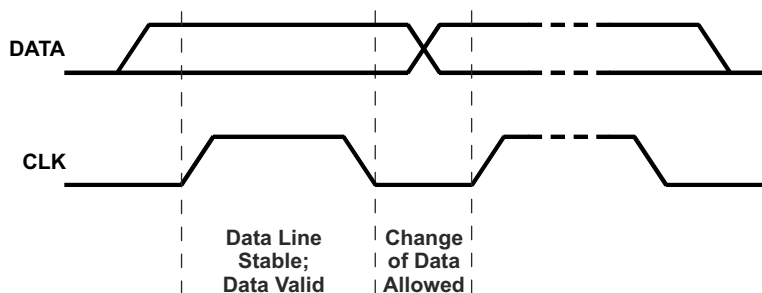 DATA
CLK
Data Line
Stable;
Data Valid
Change
of Data
Allowed